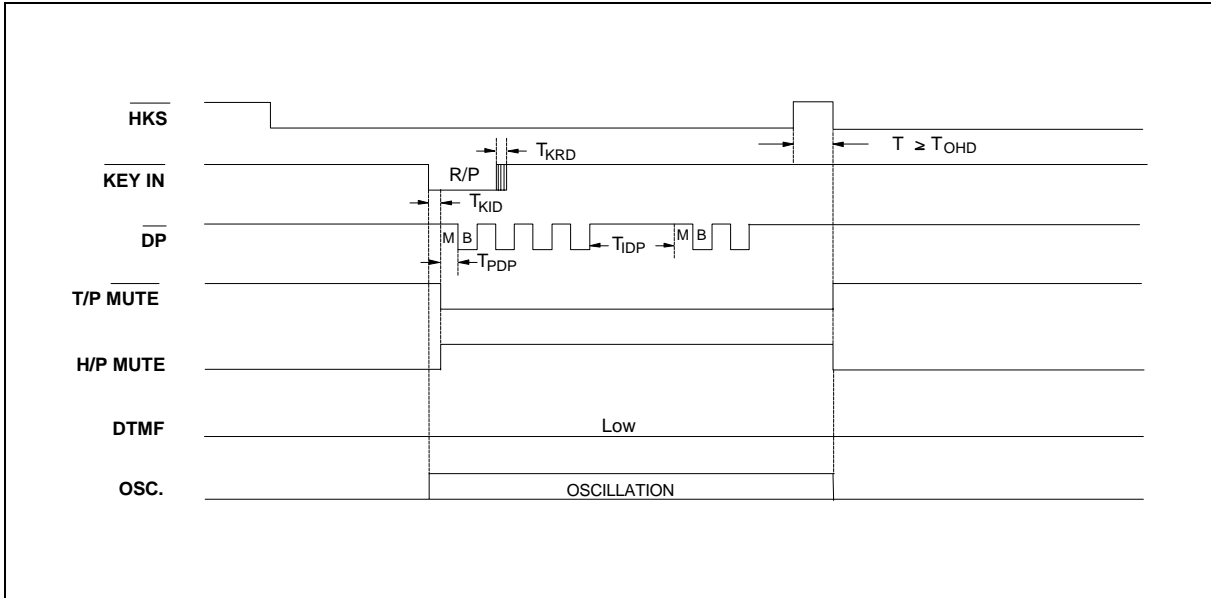 HKS
T ≥ TOHD
TKRD
KEY IN
R/P
TKID
DP
M B
TIDP
M B
TPDP
T/P MUTE
H/P MUTE
DTMF
Low
OSC.
OSCILLATION